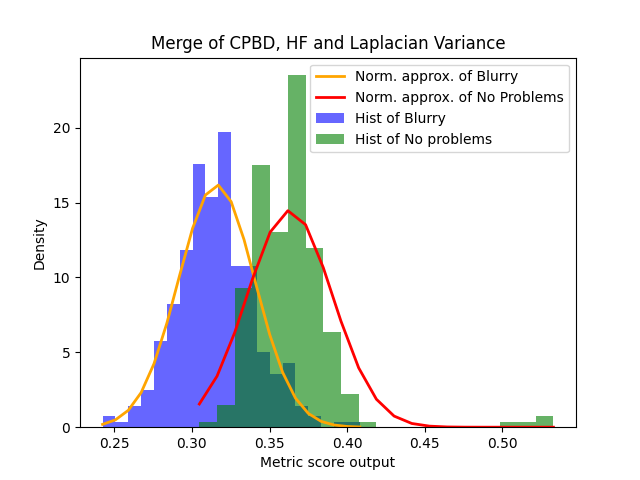 Merge of CPBD, HF and Laplacian Variance
Norm. approx. of Blurry
Norm. approx. of No Problems
Hist of Blurry
Hist of No problems
Density
20
15
10
5
0
0.25 0.30 0.35 0.40 0.45 0.50
Metric score output